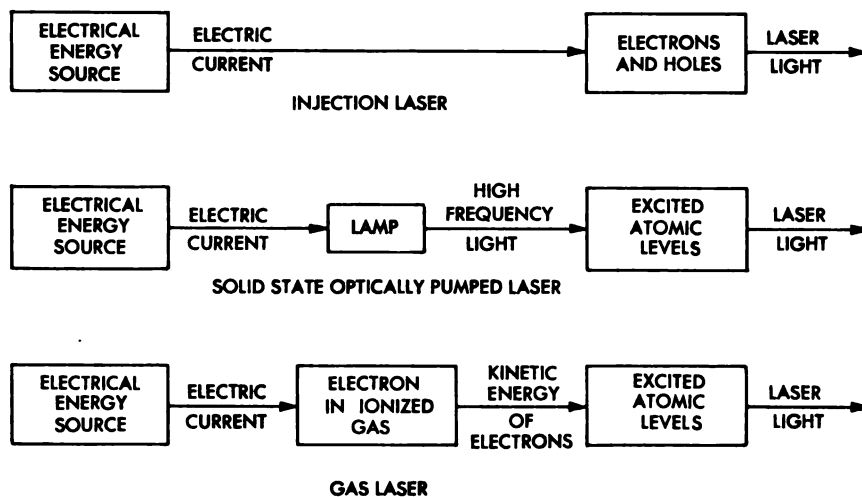 ELECTRICAL
ENERGY
SOURCE
ELECTRIC
CURRENT
ELECTRONS
AND HOLES
LASER
LIGHT
INJECTION LASER
ELECTRICAL
ENERGY
SOURCE
ELECTRIC
CURRENT
LAMP
HIGH
FREQUENCY
LIGHT
EXCITED
ATOMIC
LEVELS
LASER
LIGHT
SOLID STATE OPTICALLY PUMPED LASER
ELECTRICAL
ENERGY
SOURCE
ELECTRIC
CURRENT
ELECTRON
IN IONIZED
GAS
KINETIC
ENERGY
OF
ELECTRONS
EXCITED
ATOMIC
LEVELS
LASER
LIGHT
GAS LASER